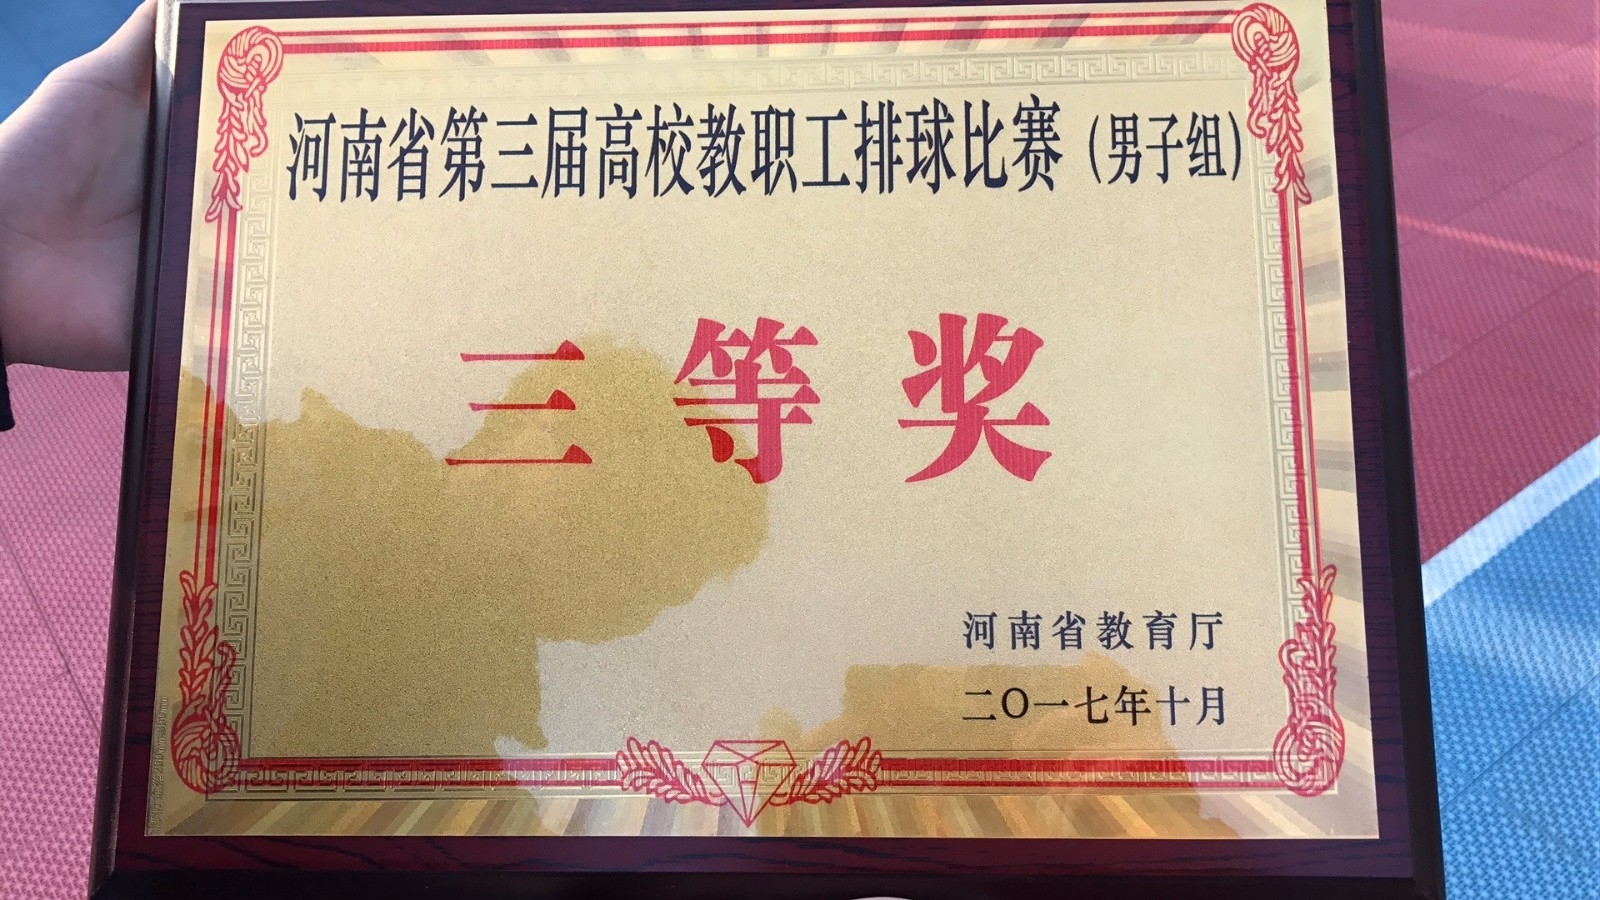 河南省第三届高校教职工排球比赛（男子组）
三等奖
河南省教育厅
二〇一七年十月